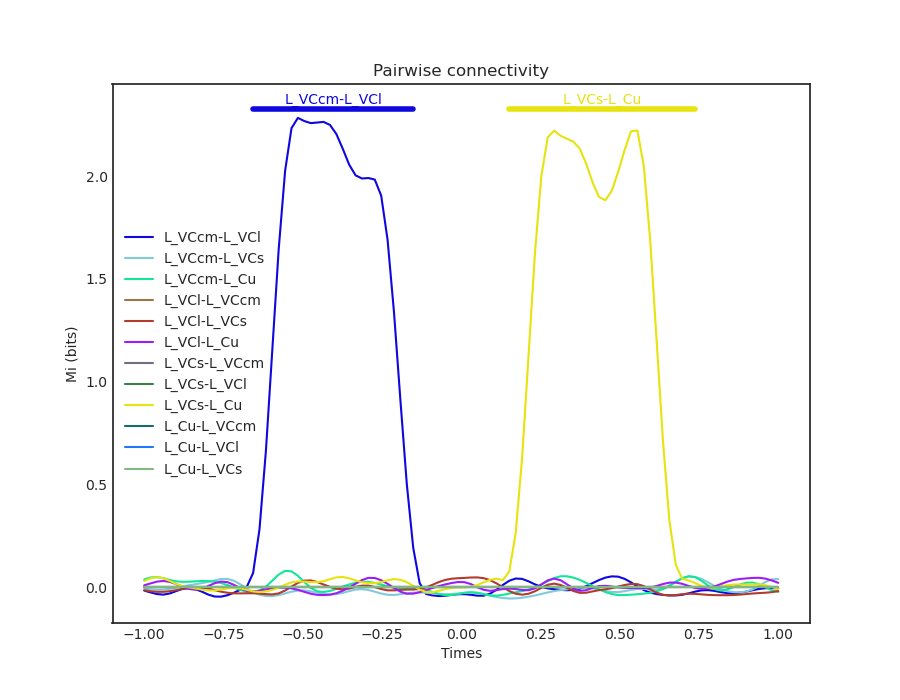 Pairwise connectivity
L_VCcm-L_VCl
L_VCs-L_Cu
2.0
1.5
1.0
0.5
0.0
Mi (bits)
L_VCcm-L_VCl
L_VCcm-L_VCs
L_VCcm-L_Cu
L_VCl-L_VCcm
L_VCl-L_VCs
L_VCl-L_Cu
L_VCs-L_VCcm
L_VCs-L_VCl
L_VCs-L_Cu
L_Cu-L_VCcm
L_Cu-L_VCl
L_Cu-L_VCs
−1.00 −0.75 −0.50 −0.25 0.00 0.25 0.50 0.75 1.00
Times